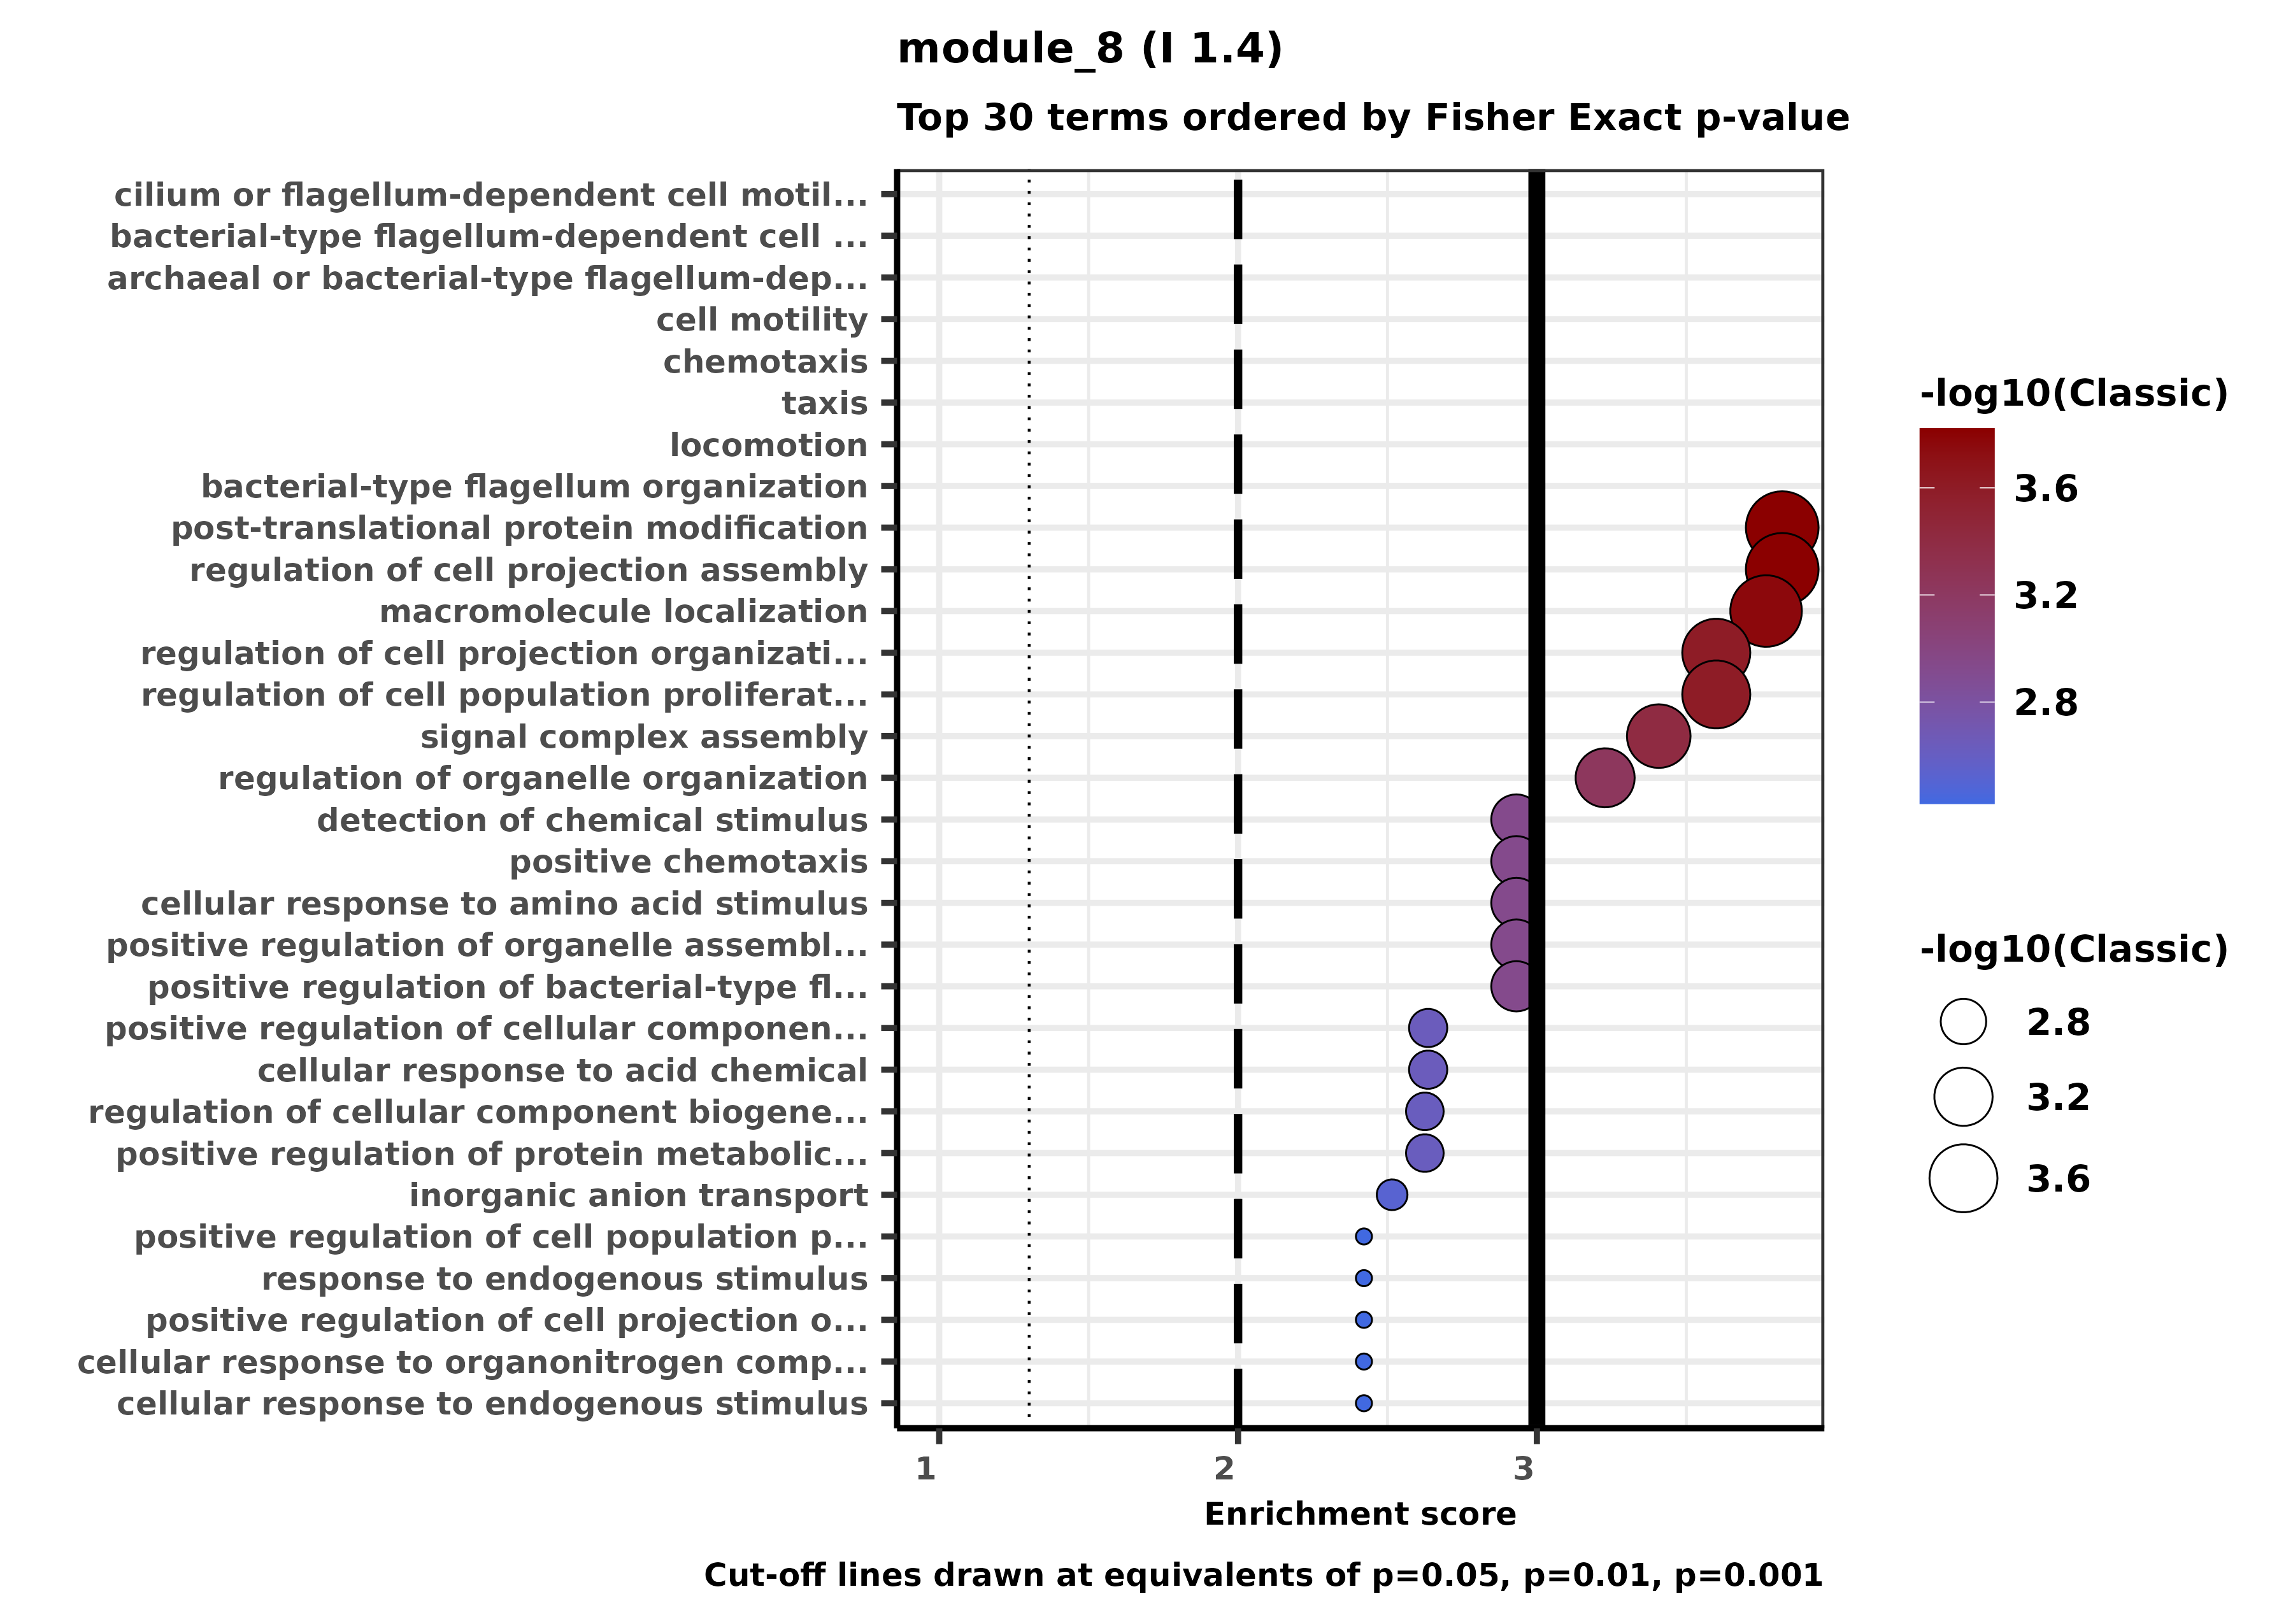 module_8 (I 1.4)
Top 30 terms ordered by Fisher Exact p-value
cilium or flagellum-dependent cell motil...
bacterial-type flagellum-dependent cell ...
archaeal or bacterial-type flagellum-dep...
cell motility
chemotaxis
taxis
locomotion
bacterial-type flagellum organization
post-translational protein modification
regulation of cell projection assembly
macromolecule localization
regulation of cell projection organizati...
regulation of cell population proliferat...
signal complex assembly
regulation of organelle organization
detection of chemical stimulus
positive chemotaxis
cellular response to amino acid stimulus
positive regulation of organelle assembl...
positive regulation of bacterial-type fl...
positive regulation of cellular componen...
cellular response to acid chemical
regulation of cellular component biogene...
positive regulation of protein metabolic...
inorganic anion transport
positive regulation of cell population p...
response to endogenous stimulus
positive regulation of cell projection o...
cellular response to organonitrogen comp...
cellular response to endogenous stimulus
1 2 3
Enrichment score
Cut-off lines drawn at equivalents of p=0.05, p=0.01, p=0.001
-log10(Classic)
3.6
3.2
2.8
-log10(Classic)
2.8
3.2
3.6